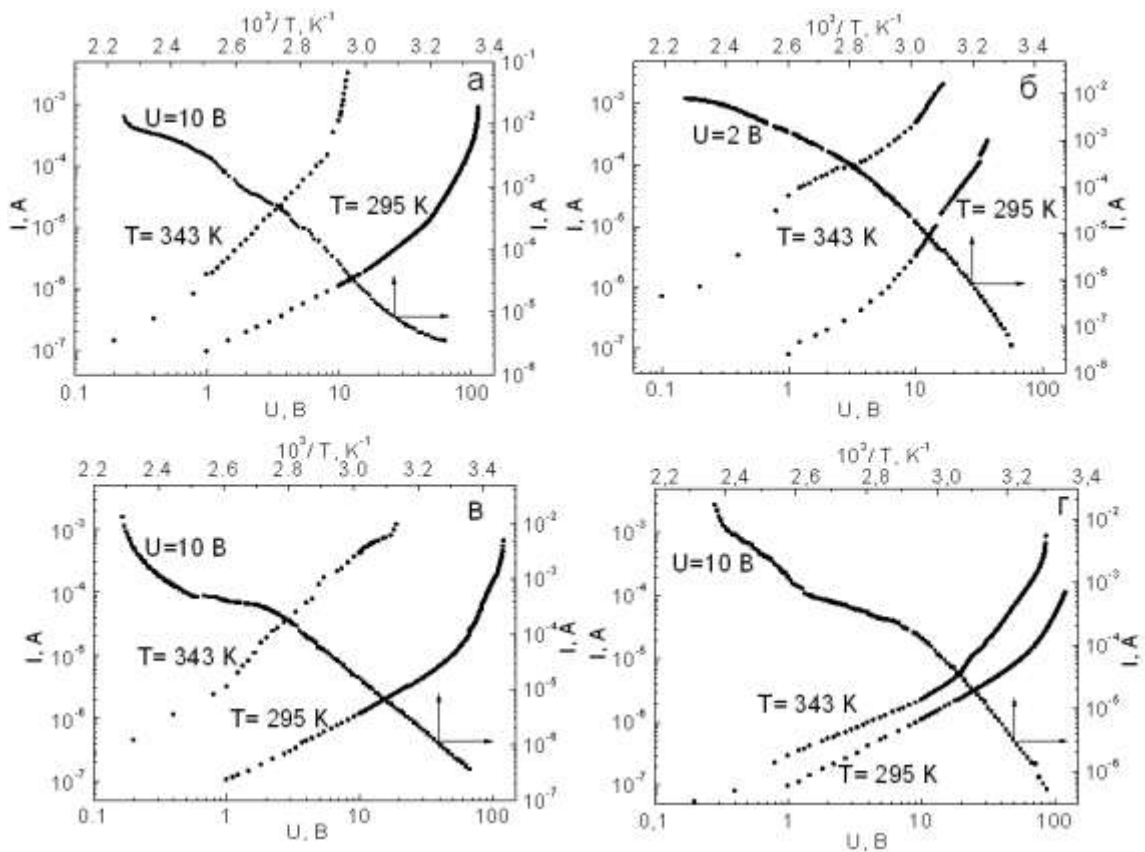 10³/ T, K⁻¹
2.2 2.4 2.6 2.8 3.0 3.2 3.4
10⁻³ 10⁻⁴ 10⁻⁵ 10⁻⁶ 10⁻⁷
I, A
a
U=10 B
T= 295 K
T= 343 K
10⁻¹ 10⁻² 10⁻³ 10⁻⁴ 10⁻⁵ 10⁻⁶
I, A
0.1 1 10 100
U, B
10³/ T, K⁻¹
2.2 2.4 2.6 2.8 3.0 3.2 3.4
10⁻³ 10⁻⁴ 10⁻⁵ 10⁻⁶ 10⁻⁷
I, A
б
U=2 B
T= 295 K
T= 343 K
10⁻² 10⁻³ 10⁻⁴ 10⁻⁵ 10⁻⁶ 10⁻⁷ 10⁻⁸
I, A
0.1 1 10 100
U, B
10³/ T, K⁻¹
2.2 2.4 2.6 2.8 3.0 3.2 3.4
10⁻³ 10⁻⁴ 10⁻⁵ 10⁻⁶ 10⁻⁷
I, A
в
U=10 B
T= 343 K
T= 295 K
10⁻² 10⁻³ 10⁻⁴ 10⁻⁵ 10⁻⁶ 10⁻⁷
I, A
0.1 1 10 100
U, B
10³/ T, K⁻¹
2.4 2.6 2.8 3.0 3.2 3.4
10⁻³ 10⁻⁴ 10⁻⁵ 10⁻⁶ 10⁻⁷
I, A
г
U=10 B
T= 343 K
T= 295 K
10⁻² 10⁻³ 10⁻⁴ 10⁻⁵ 10⁻⁶
I, A
0,1 1 10 100
U, B